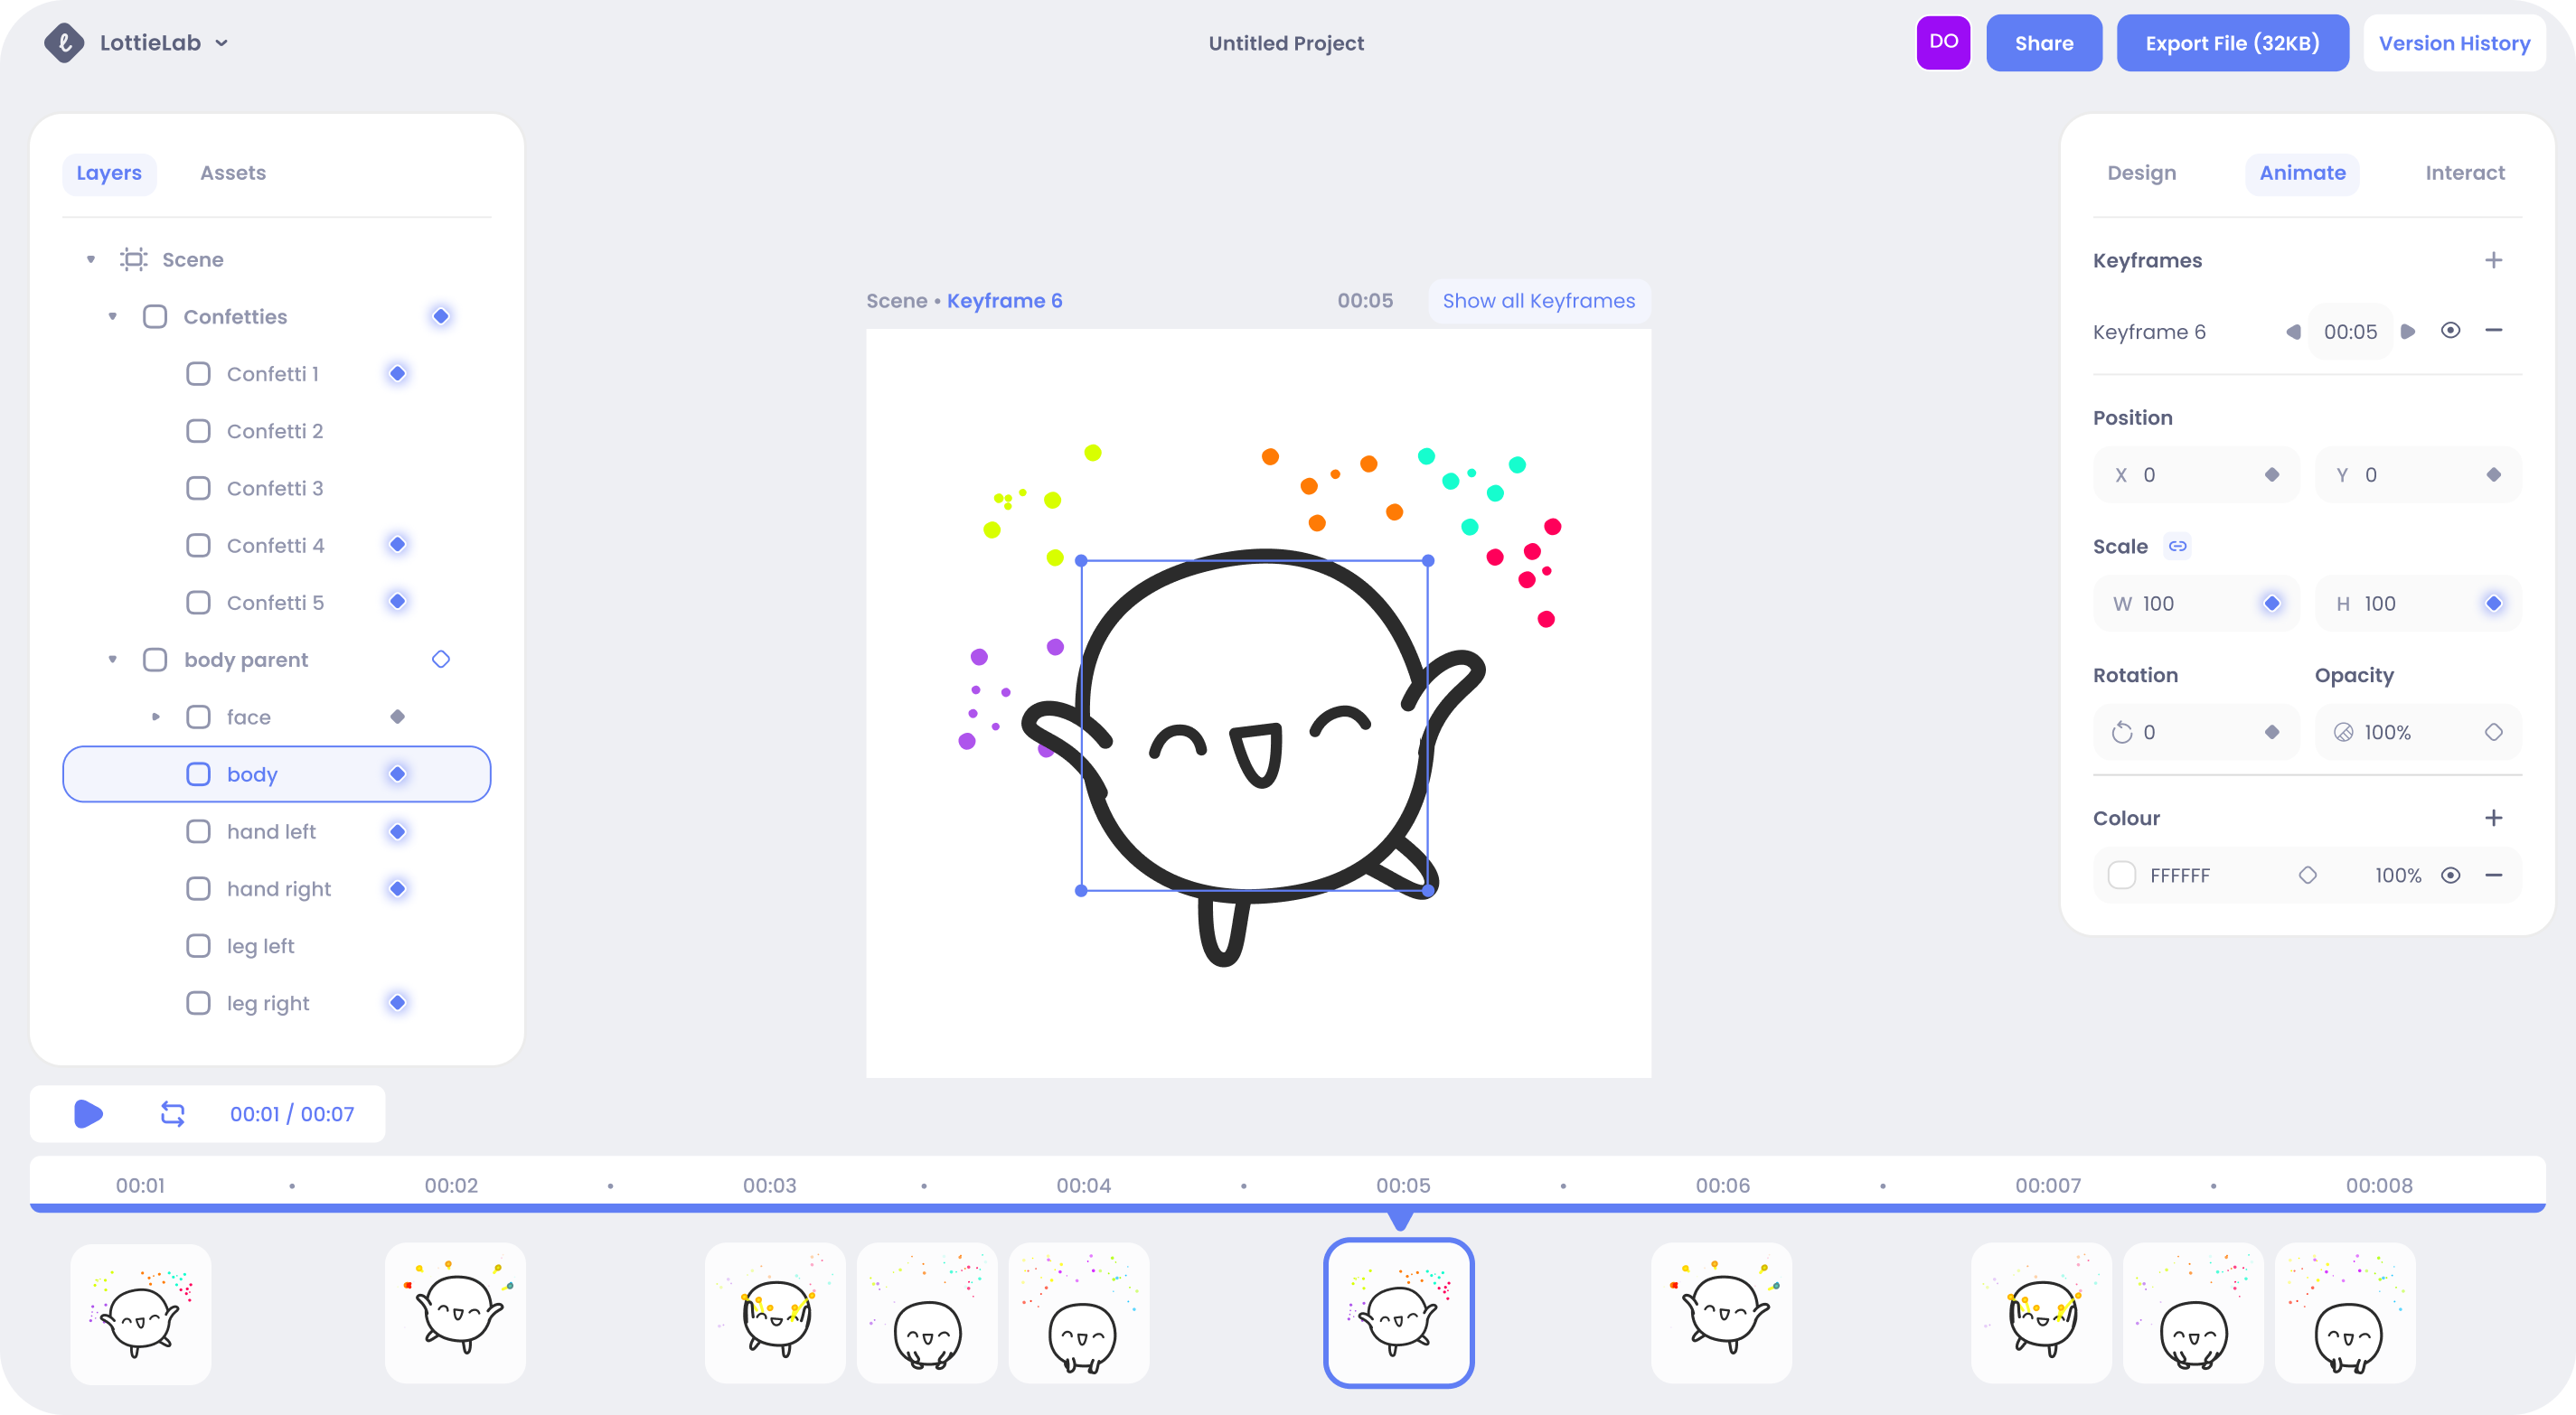 LottieLab
Untitled Project
DO
Share
Export File (32KB)
Version History
Layers
Assets
Scene
Confetties
Confetti 1
Confetti 2
Confetti 3
Confetti 4
Confetti 5
body parent
face
body
hand left
hand right
leg left
leg right
Scene • Keyframe 6
00:05
Show all Keyframes
Design
Animate
Interact
Keyframes
Keyframe 6
00:05
Position
X 0
Y 0
Scale
W 100
H 100
Rotation
Opacity
0
100%
Colour
FFFFFF
100%
00:01 / 00:07
00:01 • 00:02 • 00:03 • 00:04 • 00:05 • 00:06 • 00:007 • 00:008